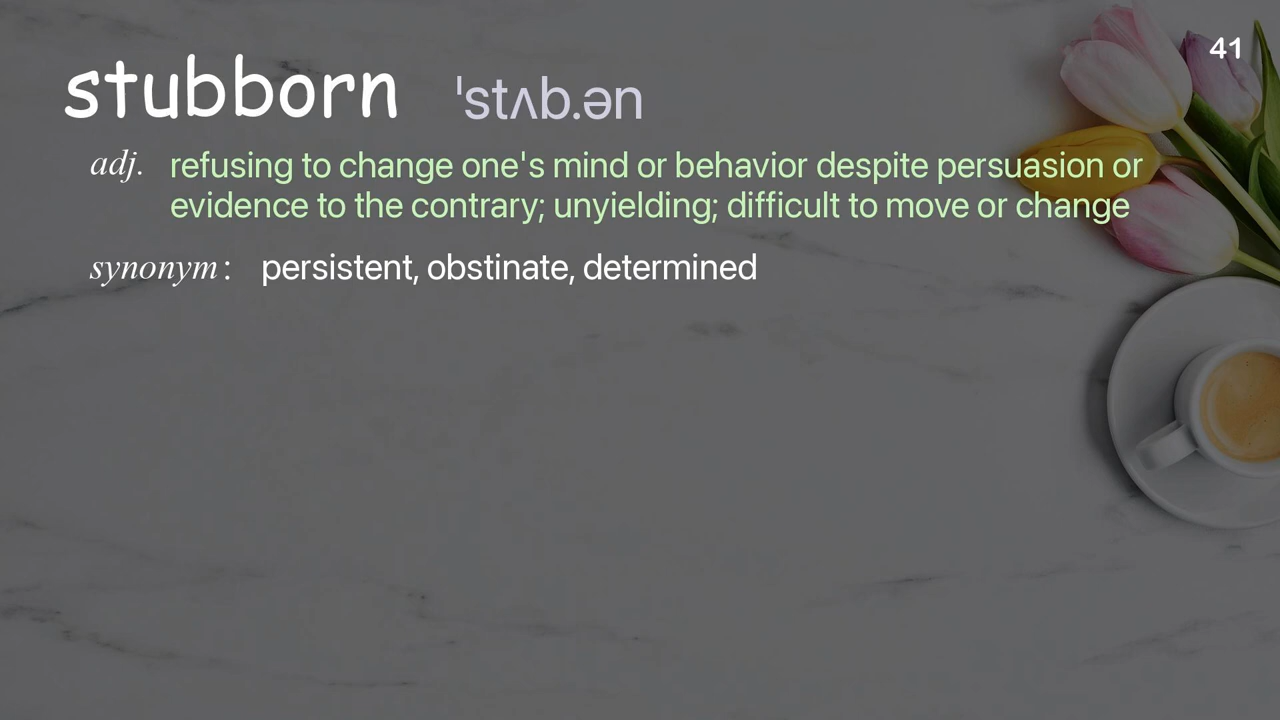 41
stubborn ˈstʌb.ən
adj. refusing to change one's mind or behavior despite persuasion or
evidence to the contrary; unyielding; difficult to move or change
synonym: persistent, obstinate, determined